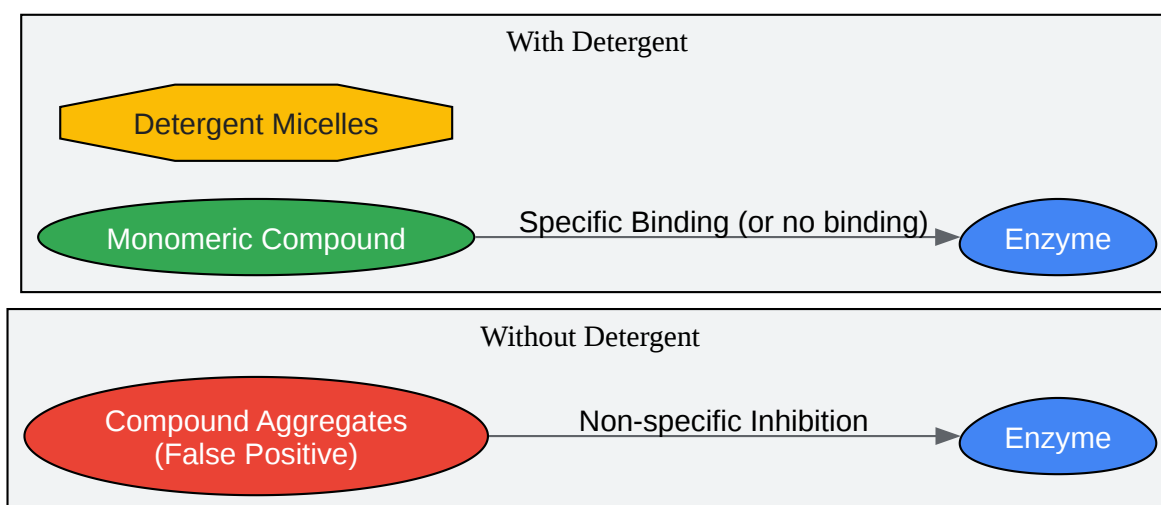 With Detergent
Detergent Micelles
Monomeric Compound
Specific Binding (or no binding)
Enzyme
Without Detergent
Compound Aggregates
(False Positive)
Non-specific Inhibition
Enzyme